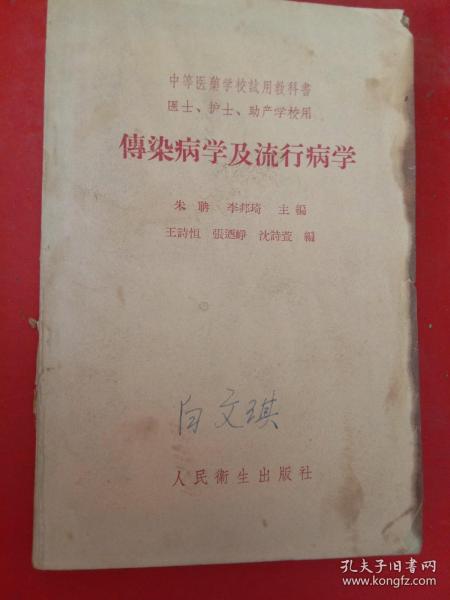 中等医藥学校試用教科書
医士、护士、助产学校用
傳染病学及流行病学
朱聃 李邦琦 主編
王詩恒 張迺崢 沈詩萱 編
白文琪
人民衛生出版社
孔夫子旧书网
www.kongfz.com